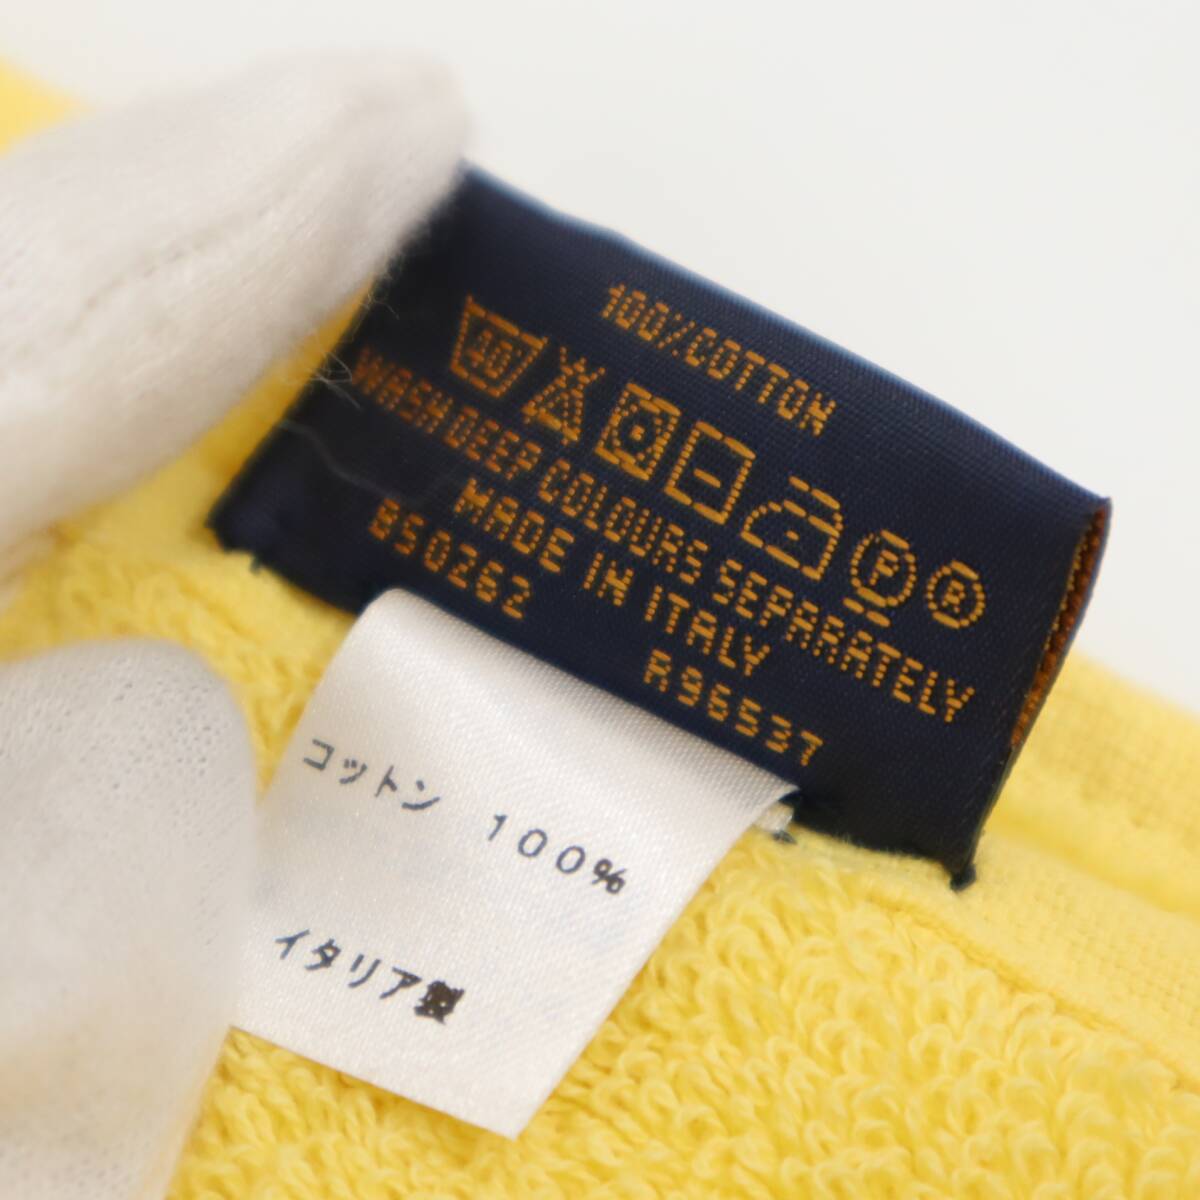 100%COTTON
40
P R
WASH DEEP COLOURS SEPARATELY
MADE IN ITALY
BS0262 R96537
コットン 100%
イタリア製